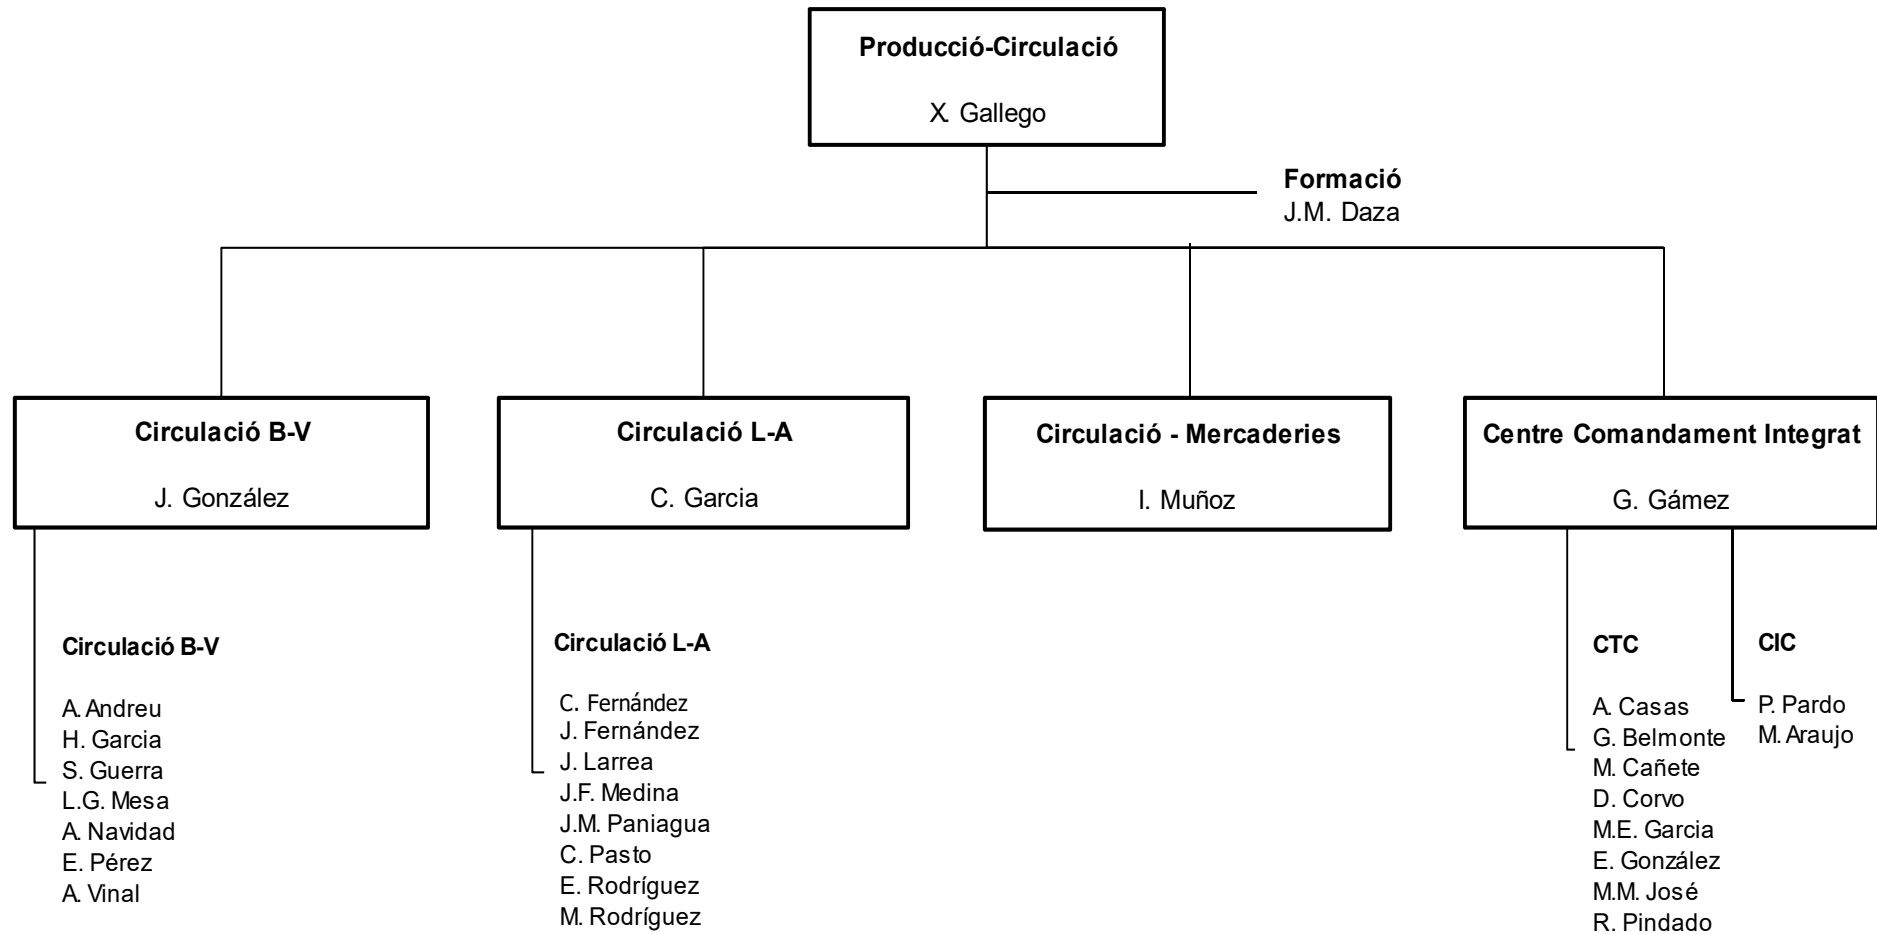 Producció-Circulació
X. Gallego
Formació
J.M. Daza
Circulació B-V
J. González
Circulació L-A
C. Garcia
Circulació - Mercaderies
I. Muñoz
Centre Comandament Integrat
G. Gámez
Circulació B-V
A. Andreu
H. Garcia
S. Guerra
L.G. Mesa
A. Navidad
E. Pérez
A. Vinal
Circulació L-A
C. Fernández
J. Fernández
J. Larrea
J.F. Medina
J.M. Paniagua
C. Pasto
E. Rodríguez
M. Rodríguez
CTC
A. Casas
G. Belmonte
M. Cañete
D. Corvo
M.E. Garcia
E. González
M.M. José
R. Pindado
CIC
P. Pardo
M. Araujo